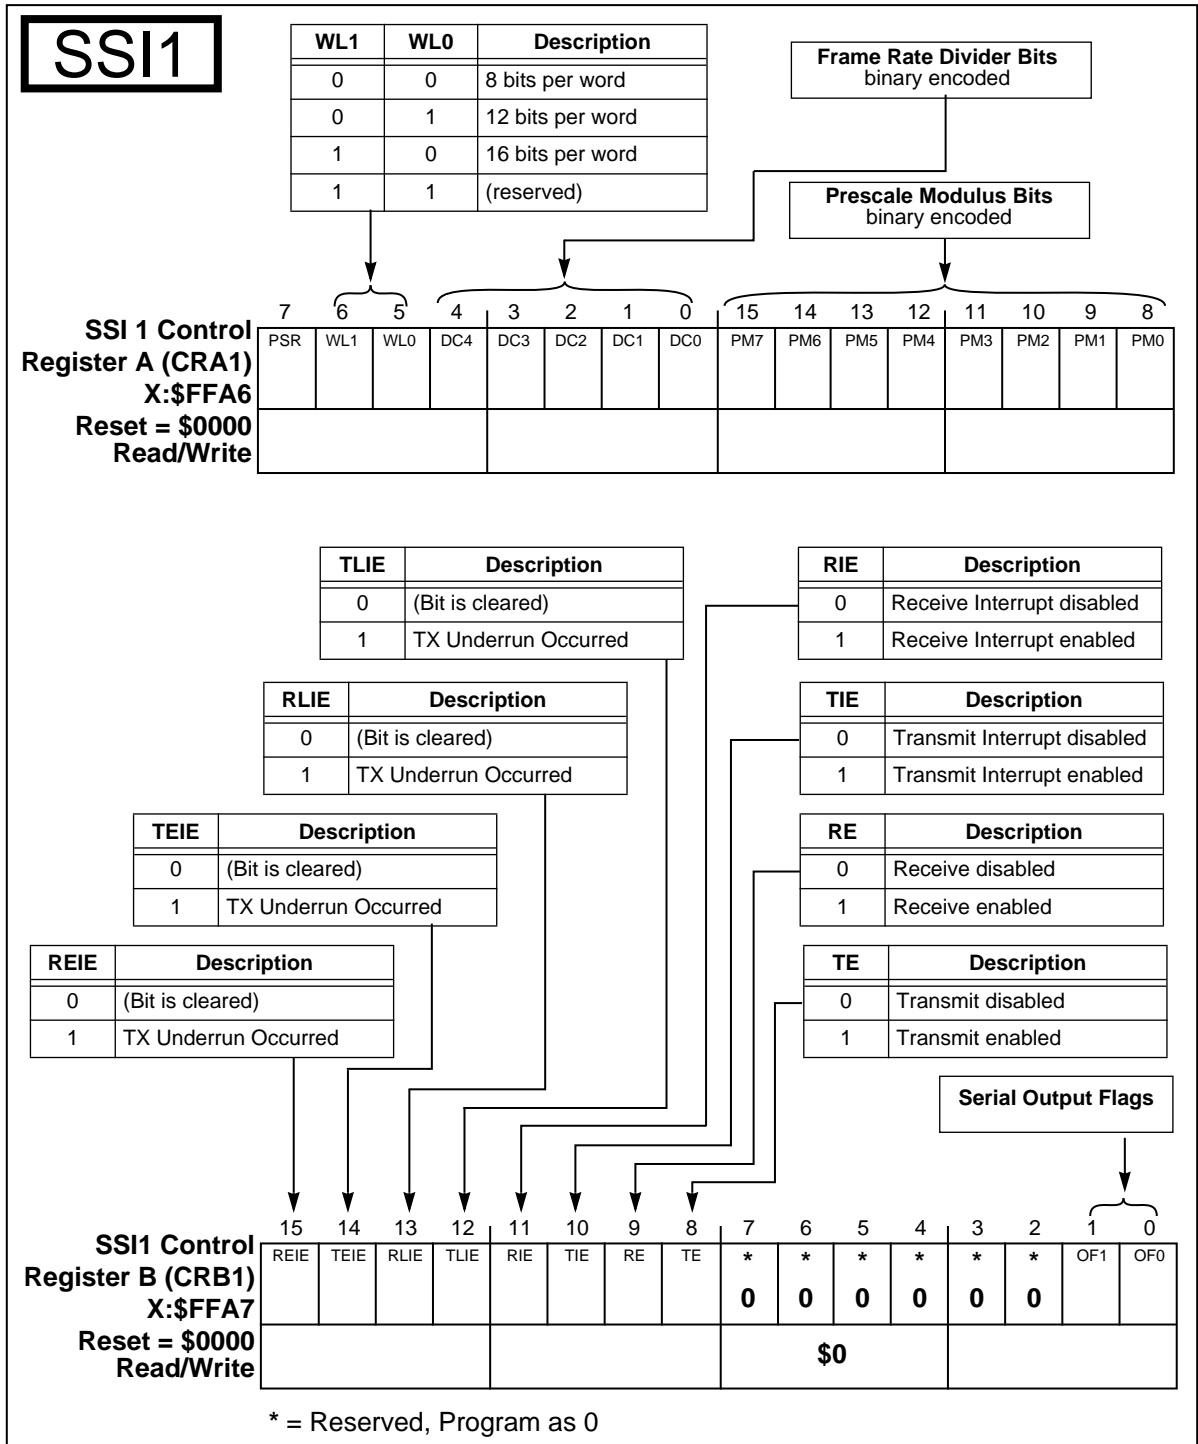 SSI1
WL1 WL0 Description
0 0 8 bits per word
0 1 12 bits per word
1 0 16 bits per word
1 1 (reserved)
Frame Rate Divider Bits
binary encoded
Prescale Modulus Bits
binary encoded
7 6 5 4 3 2 1 0 15 14 13 12 11 10 9 8
SSI 1 Control
Register A (CRA1)
X:$FFA6
Reset = $0000
Read/Write
PSR WL1 WL0 DC4 DC3 DC2 DC1 DC0 PM7 PM6 PM5 PM4 PM3 PM2 PM1 PM0
TLIE Description
0 (Bit is cleared)
1 TX Underrun Occurred
RIE Description
0 Receive Interrupt disabled
1 Receive Interrupt enabled
RLIE Description
0 (Bit is cleared)
1 TX Underrun Occurred
TIE Description
0 Transmit Interrupt disabled
1 Transmit Interrupt enabled
TEIE Description
0 (Bit is cleared)
1 TX Underrun Occurred
RE Description
0 Receive disabled
1 Receive enabled
REIE Description
0 (Bit is cleared)
1 TX Underrun Occurred
TE Description
0 Transmit disabled
1 Transmit enabled
Serial Output Flags
15 14 13 12 11 10 9 8 7 6 5 4 3 2 1 0
SSI1 Control
Register B (CRB1)
X:$FFA7
Reset = $0000
Read/Write
REIE TEIE RLIE TLIE RIE TIE RE TE * * * * * * OF1 OF0
0 0 0 0 0 0
$0
* = Reserved, Program as 0